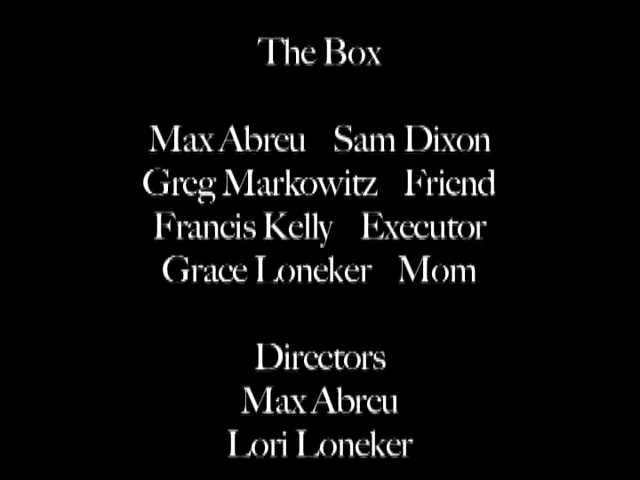 The Box
Max Abreu Sam Dixon
Greg Markowitz Friend
Francis Kelly Executor
Grace Loneker Mom
Directors
Max Abreu
Lori Loneker